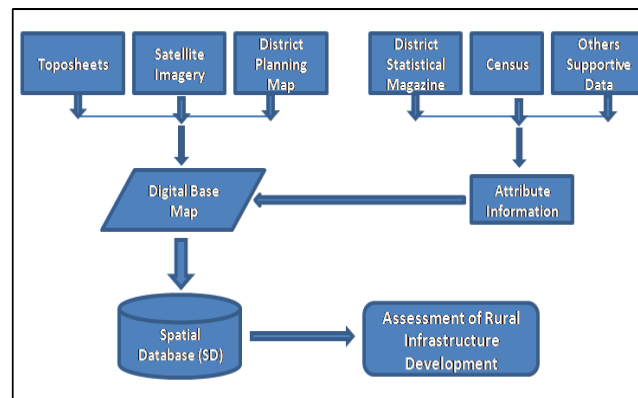 Toposheets
Satellite
Imagery
District
Planning
Map
District
Statistical
Magazine
Census
Others
Supportive
Data
Digital Base
Map
Attribute
Information
Spatial
Database (SD)
Assessment of Rural
Infrastructure
Development